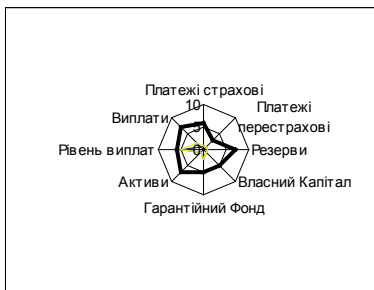 Платежі страхові
10
Платежі
перестрахові
5
Виплати
Рівень виплат
0
Резерви
Активи
Власний Капітал
Гарантійний Фонд